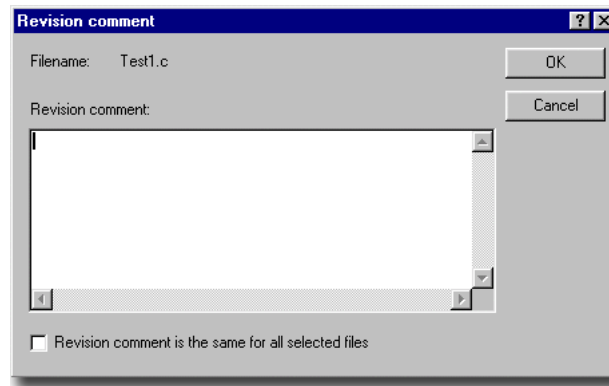 Revision comment
Filename: Test1.c
OK
Revision comment:
Cancel
Revision comment is the same for all selected files